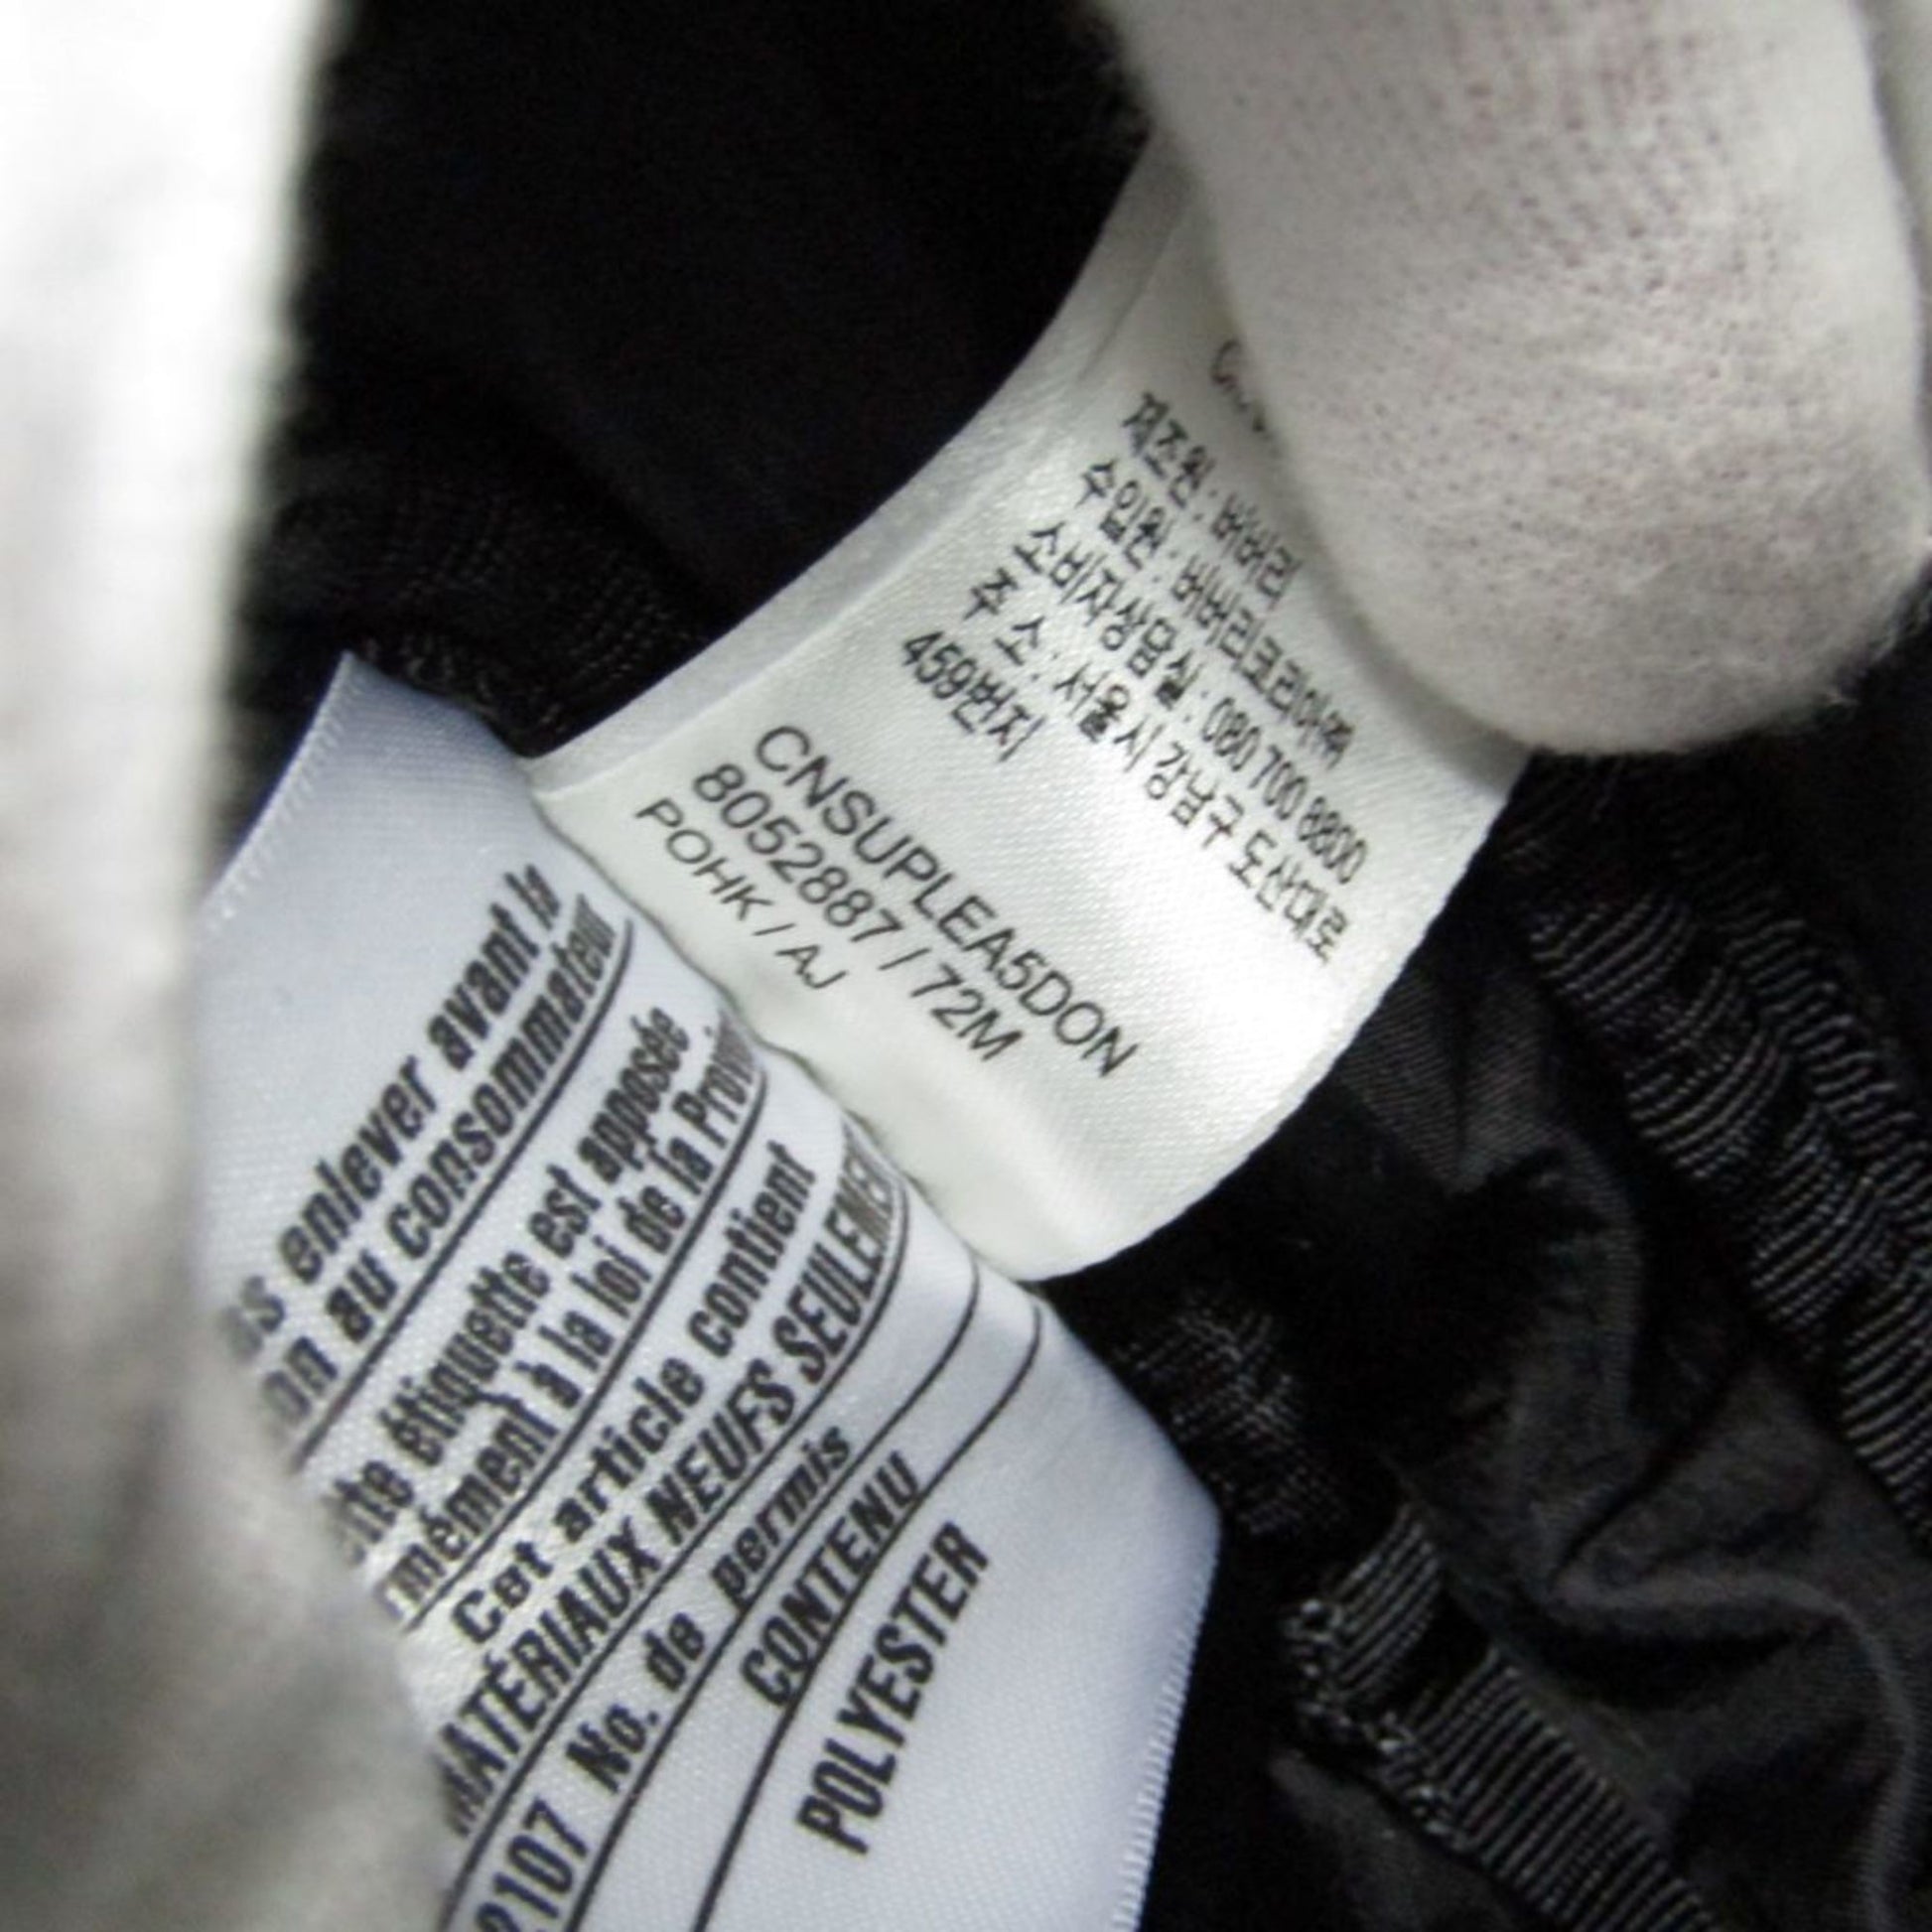 제조원 : 버버리
수입원 : 버버리코리아㈜
소비자상담실 : 080 700 8800
주 소 : 서울시 강남구 도산대로
459번지
CNSUPLEA5DON
8052887 / 72M
POHK / AJ
enlever avant la
au consommateur
étiquette est apposée
à la loi de la
Cet article contient
NEUFS
No. de permis
CONTENU
POLYESTER